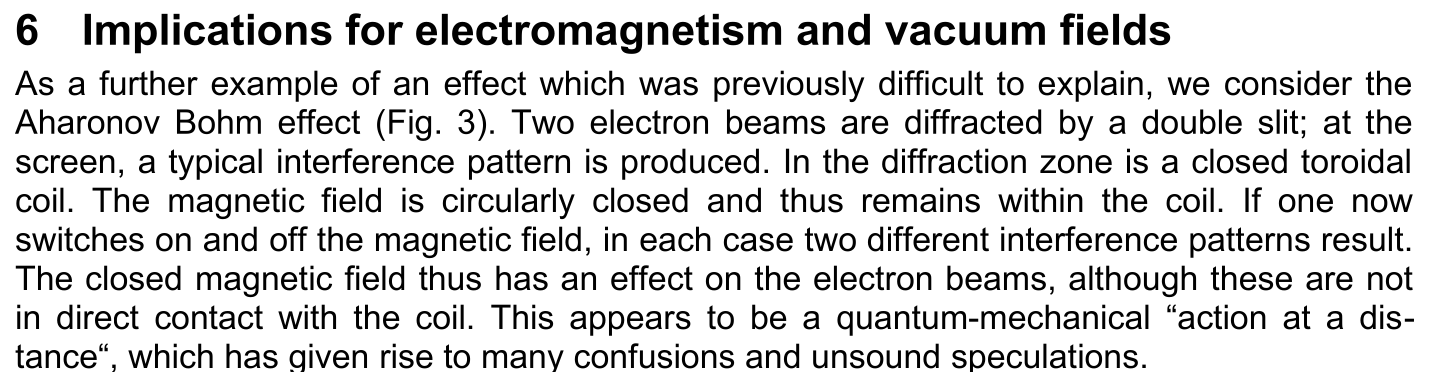 6 Implications for electromagnetism and vacuum fields
As a further example of an effect which was previously difficult to explain, we consider the
Aharonov Bohm effect (Fig. 3). Two electron beams are diffracted by a double slit; at the
screen, a typical interference pattern is produced. In the diffraction zone is a closed toroidal
coil. The magnetic field is circularly closed and thus remains within the coil. If one now
switches on and off the magnetic field, in each case two different interference patterns result.
The closed magnetic field thus has an effect on the electron beams, although these are not
in direct contact with the coil. This appears to be a quantum-mechanical “action at a dis-
tance“, which has given rise to many confusions and unsound speculations.